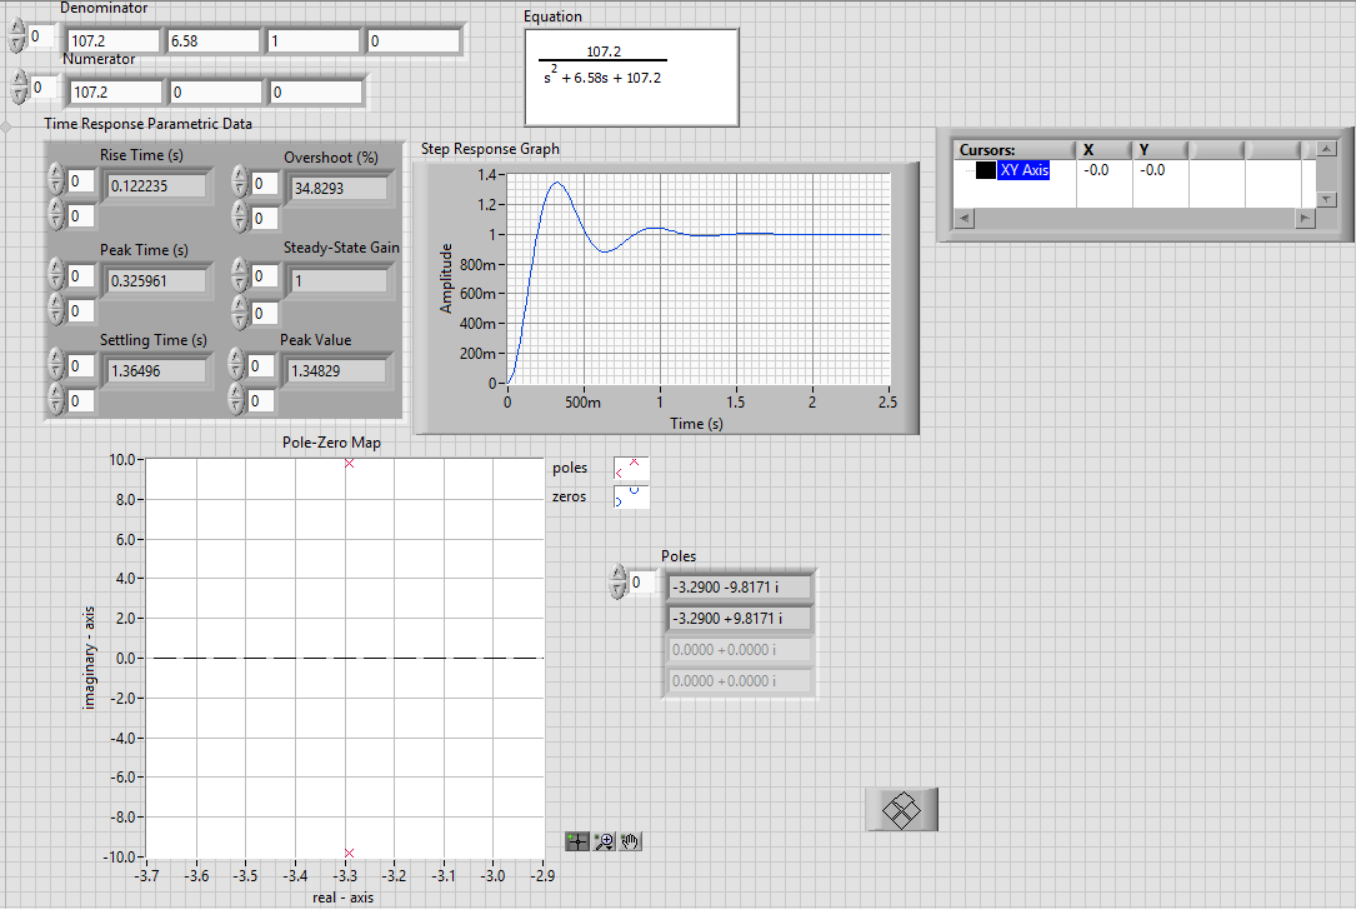 Denominator
0
107.2
6.58
1
0
Numerator
0
107.2
0
0
Equation
107.2
s2 + 6.58s + 107.2
Time Response Parametric Data
Rise Time (s)
0
0.122235
0
Overshoot (%)
0
34.8293
0
Peak Time (s)
0
0.325961
0
Steady-State Gain
0
1
0
Settling Time (s)
0
1.36496
0
Peak Value
0
1.34829
0
Step Response Graph
Amplitude
1.4
1.2
1
800m
600m
400m
200m
0
0
500m
1
1.5
2
2.5
Time (s)
Cursors:
X
Y
XY Axis
-0.0
-0.0
Pole-Zero Map
imaginary - axis
10.0
8.0
6.0
4.0
2.0
0.0
-2.0
-4.0
-6.0
-8.0
-10.0
-3.7
-3.6
-3.5
-3.4
-3.3
-3.2
-3.1
-3.0
-2.9
real - axis
poles
zeros
Poles
0
-3.2900 -9.8171 i
-3.2900 +9.8171 i
0.0000 +0.0000 i
0.0000 +0.0000 i